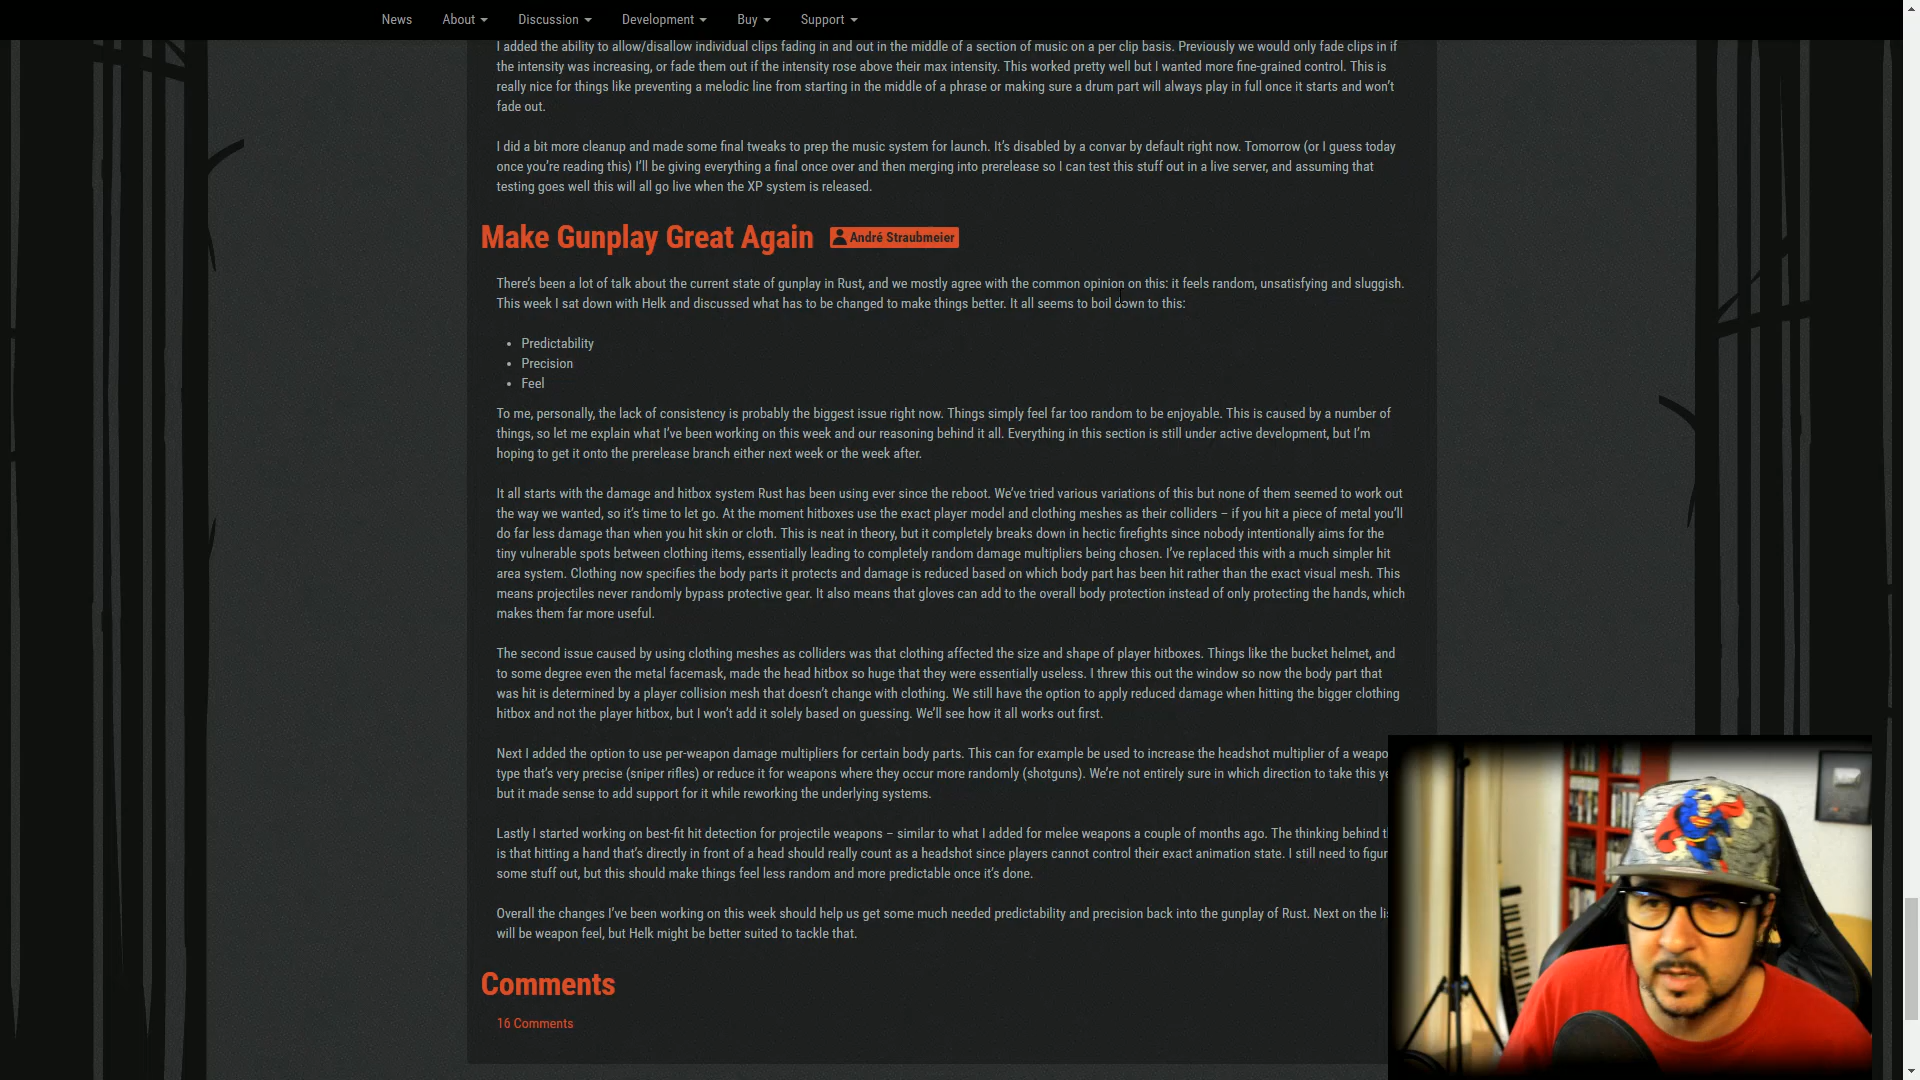 News About Discussion Development Buy Support
I added the ability to allow/disallow individual clips fading in and out in the middle of a section of music on a per clip basis. Previously we would only fade clips in if
the intensity was increasing, or fade them out if the intensity rose above their max intensity. This worked pretty well but I wanted more fine-grained control. This is
really nice for things like preventing a melodic line from starting in the middle of a phrase or making sure a drum part will always play in full once it starts and won't
fade out.
I did a bit more cleanup and made some final tweaks to prep the music system for launch. It's disabled by a convar by default right now. Tomorrow (or I guess today
once you're reading this) I'll be giving everything a final once over and then merging into prerelease so I can test this stuff out in a live server, and assuming that
testing goes well this will all go live when the XP system is released.
Make Gunplay Great Again André Straubmeier
There's been a lot of talk about the current state of gunplay in Rust, and we mostly agree with the common opinion on this: it feels random, unsatisfying and sluggish.
This week I sat down with Helk and discussed what has to be changed to make things better. It all seems to boil down to this:
• Predictability
• Precision
• Feel
To me, personally, the lack of consistency is probably the biggest issue right now. Things simply feel far too random to be enjoyable. This is caused by a number of
things, so let me explain what I've been working on this week and our reasoning behind it all. Everything in this section is still under active development, but I'm
hoping to get it onto the prerelease branch either next week or the week after.
It all starts with the damage and hitbox system Rust has been using ever since the reboot. We've tried various variations of this but none of them seemed to work out
the way we wanted, so it's time to let go. At the moment hitboxes use the exact player model and clothing meshes as their colliders – if you hit a piece of metal you'll
do far less damage than when you hit skin or cloth. This is neat in theory, but it completely breaks down in hectic firefights since nobody intentionally aims for the
tiny vulnerable spots between clothing items, essentially leading to completely random damage multipliers being chosen. I've replaced this with a much simpler hit
area system. Clothing now specifies the body parts it protects and damage is reduced based on which body part has been hit rather than the exact visual mesh. This
means projectiles never randomly bypass protective gear. It also means that gloves can add to the overall body protection instead of only protecting the hands, which
makes them far more useful.
The second issue caused by using clothing meshes as colliders was that clothing affected the size and shape of player hitboxes. Things like the bucket helmet, and
to some degree even the metal facemask, made the head hitbox so huge that they were essentially useless. I threw this out the window so now the body part that
was hit is determined by a player collision mesh that doesn't change with clothing. We still have the option to apply reduced damage when hitting the bigger clothing
hitbox and not the player hitbox, but I won't add it solely based on guessing. We'll see how it all works out first.
Next I added the option to use per-weapon damage multipliers for certain body parts. This can for example be used to increase the headshot multiplier of a weapo
type that's very precise (sniper rifles) or reduce it for weapons where they occur more randomly (shotguns). We're not entirely sure in which direction to take this ye
but it made sense to add support for it while reworking the underlying systems.
Lastly I started working on best-fit hit detection for projectile weapons – similar to what I added for melee weapons a couple of months ago. The thinking behind
is that hitting a hand that's directly in front of a head should really count as a headshot since players cannot control their exact animation state. I still need to figur
some stuff out, but this should make things feel less random and more predictable once it's done.
Overall the changes I've been working on this week should help us get some much needed predictability and precision back into the gunplay of Rust. Next on the li
will be weapon feel, but Helk might be better suited to tackle that.
Comments
16 Comments